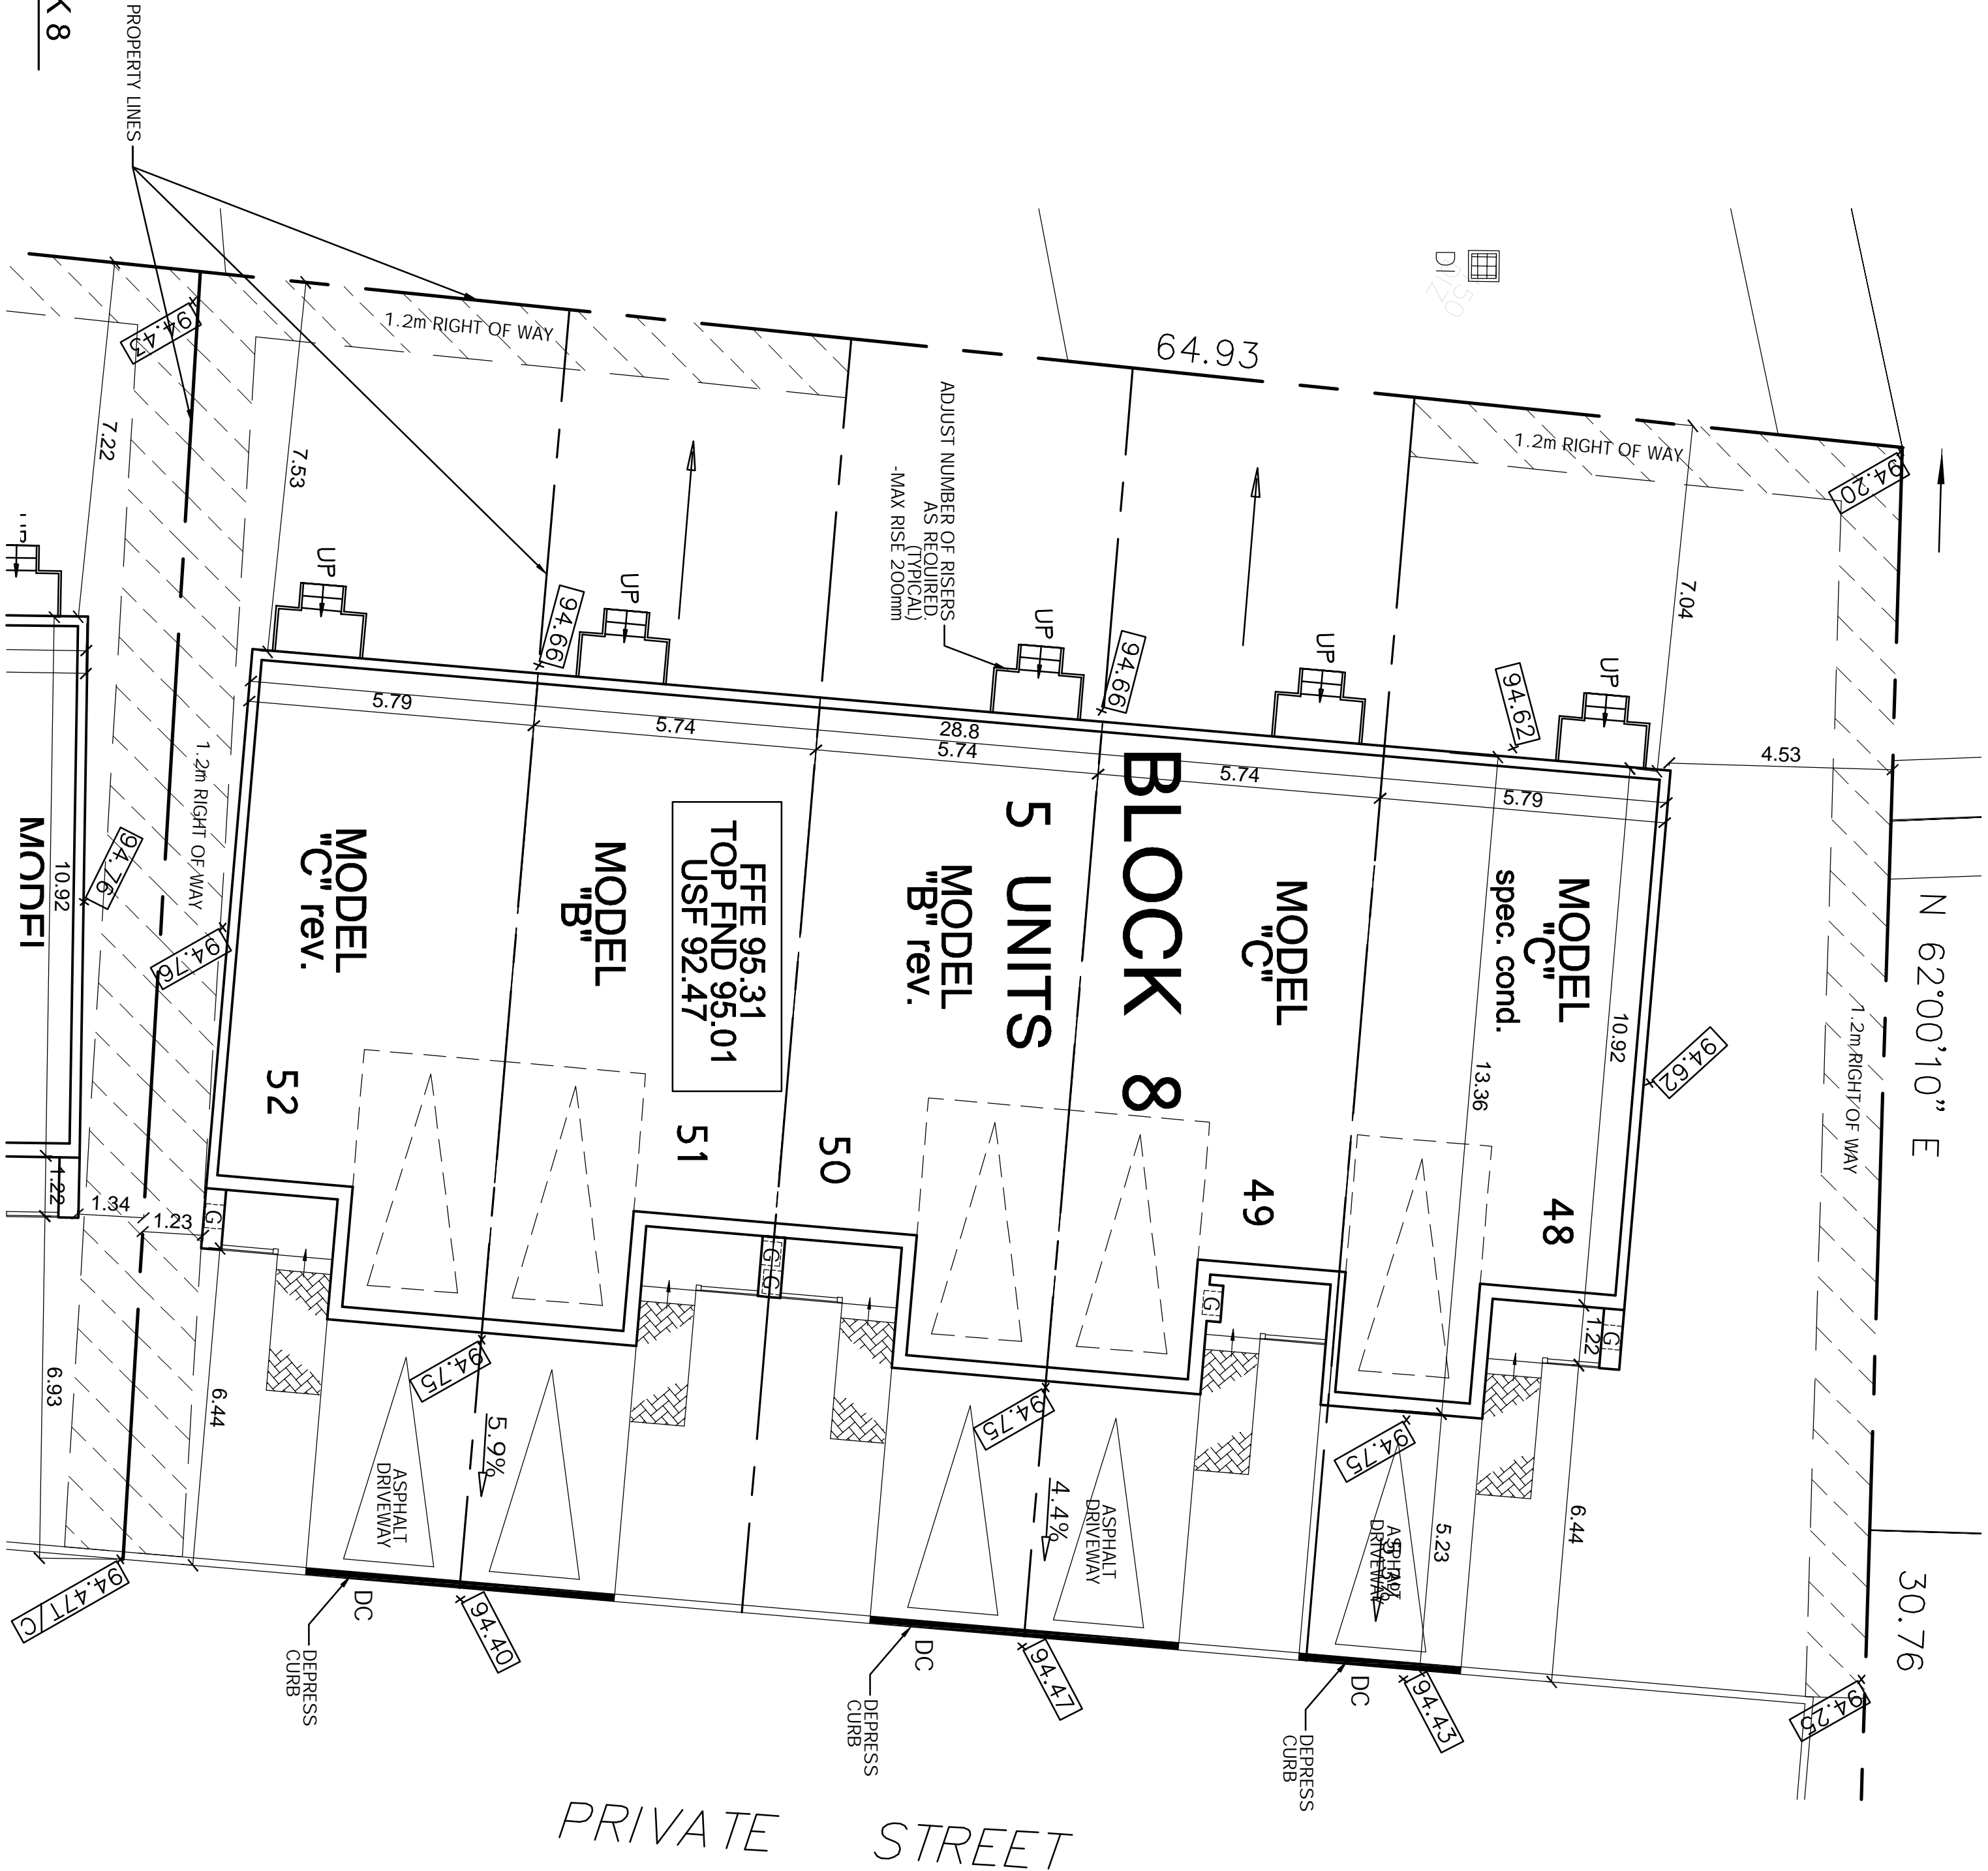 K 8
PROPERTY LINES
DI
64.93
1.2m RIGHT OF WAY
1.2m RIGHT OF WAY
94.43
94.20
7.22
7.53
7.04
ADJUST NUMBER OF RISERS
AS REQUIRED.
(TYPICAL)
-MAX RISE 200mm
UP
UP
UP
UP
UP
UP
94.66
94.66
94.62
4.53
5.79
5.74
28.8
5.74
5.74
5.79
BLOCK 8
5 UNITS
FFE 95.31
TOP FND 95.01
USF 92.47
MODEL
"C" rev.
MODEL
"B"
MODEL
"B" rev.
MODEL
"C"
MODEL
"C"
spec. cond.
10.92
94.76
94.76
1.2m RIGHT OF WAY
10.92
13.36
94.62
1.2m RIGHT OF WAY
N 62°00'10" E
30.76
52
51
50
49
48
1.22
1.34
1.23
1.22
G
G
G
G
G
6.93
6.44
94.75
94.75
94.75
5.9%
4.4%
5.23
6.44
ASPHALT
DRIVEWAY
ASPHALT
DRIVEWAY
ASPHALT
DRIVEWAY
94.47T/C
94.40
94.47
94.43
94.25
DC
DC
DC
DEPRESS
CURB
DEPRESS
CURB
DEPRESS
CURB
PRIVATE STREET